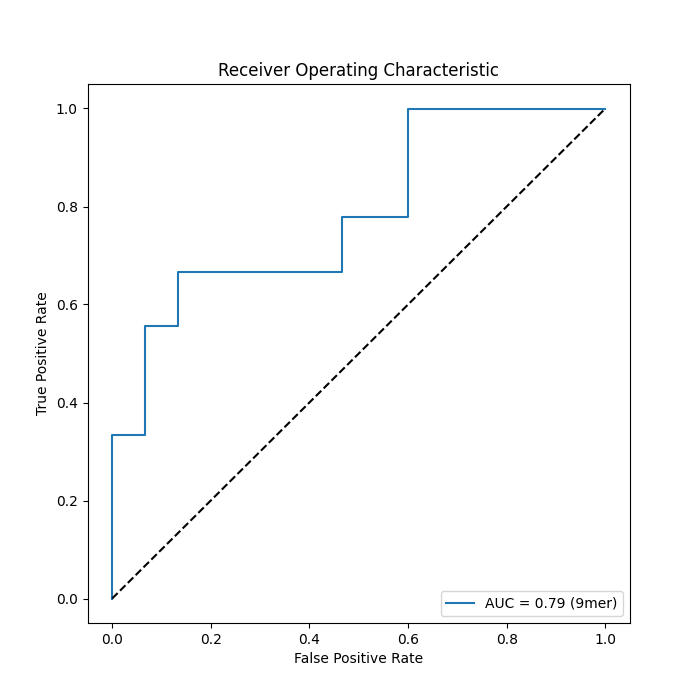 Receiver Operating Characteristic
1.0
0.8
0.6
0.4
0.2
0.0
True Positive Rate
AUC = 0.79 (9mer)
0.0 0.2 0.4 0.6 0.8 1.0
False Positive Rate